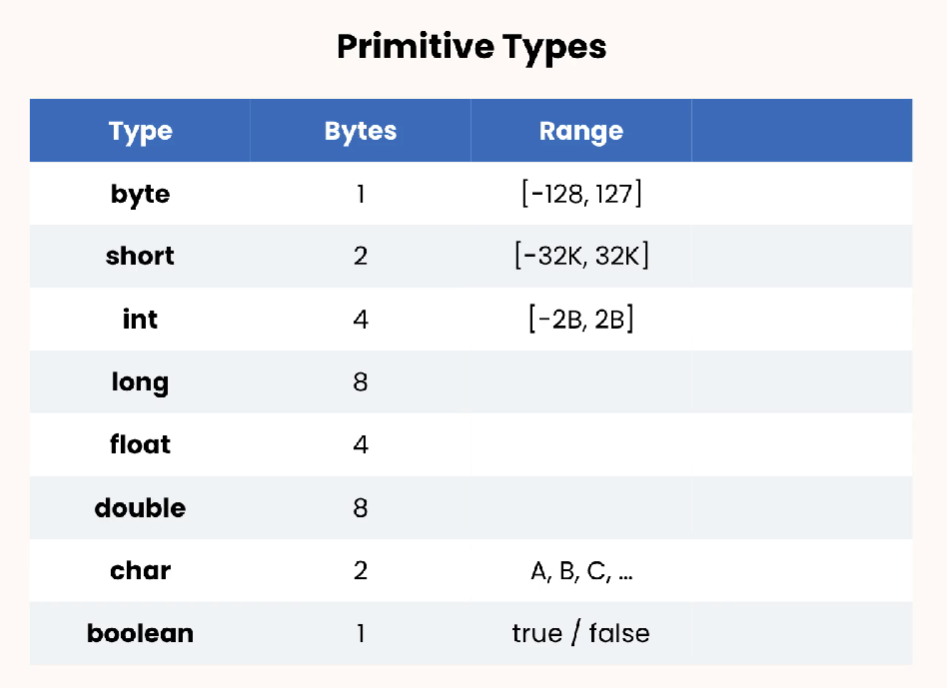 Primitive Types
Type Bytes Range
byte 1 [-128, 127]
short 2 [-32K, 32K]
int 4 [-2B, 2B]
long 8
float 4
double 8
char 2 A, B, C, ...
boolean 1 true / false